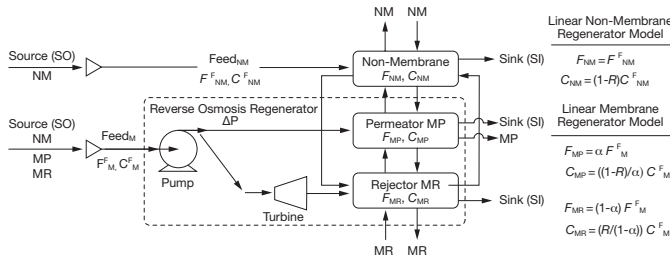 NM NM
Linear Non-Membrane
Regenerator Model
Source (SO)
NM
Feed_NM
F^F_NM, C^F_NM
Non-Membrane
F_NM, C_NM
Sink (SI)
F_NM = F^F_NM
C_NM = (1-R)C^F_NM
Linear Membrane
Regenerator Model
Reverse Osmosis Regenerator
ΔP
Source (SO)
NM
MP
MR
Feed_M
F^F_M, C^F_M
Pump
Permeator MP
F_MP, C_MP
Sink (SI)
MP
F_MP = α F^F_M
C_MP = ((1-R)/α) C^F_M
Turbine
Rejector MR
F_MR, C_MR
Sink (SI)
F_MR = (1-α) F^F_M
C_MR = (R/(1-α)) C^F_M
MR MR